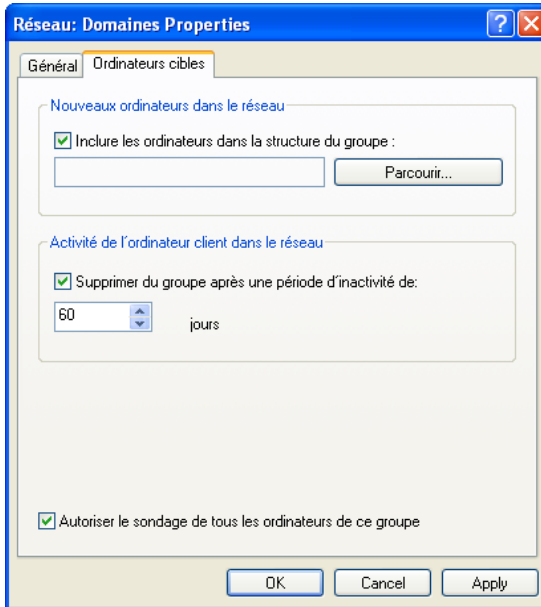 Réseau: Domaines Properties
Général
Ordinateurs cibles
Nouveaux ordinateurs dans le réseau
Inclure les ordinateurs dans la structure du groupe :
Parcourir...
Activité de l´ordinateur client dans le réseau
Supprimer du groupe après une période d´inactivité de:
60
jours
Autoriser le sondage de tous les ordinateurs de ce groupe
OK
Cancel
Apply